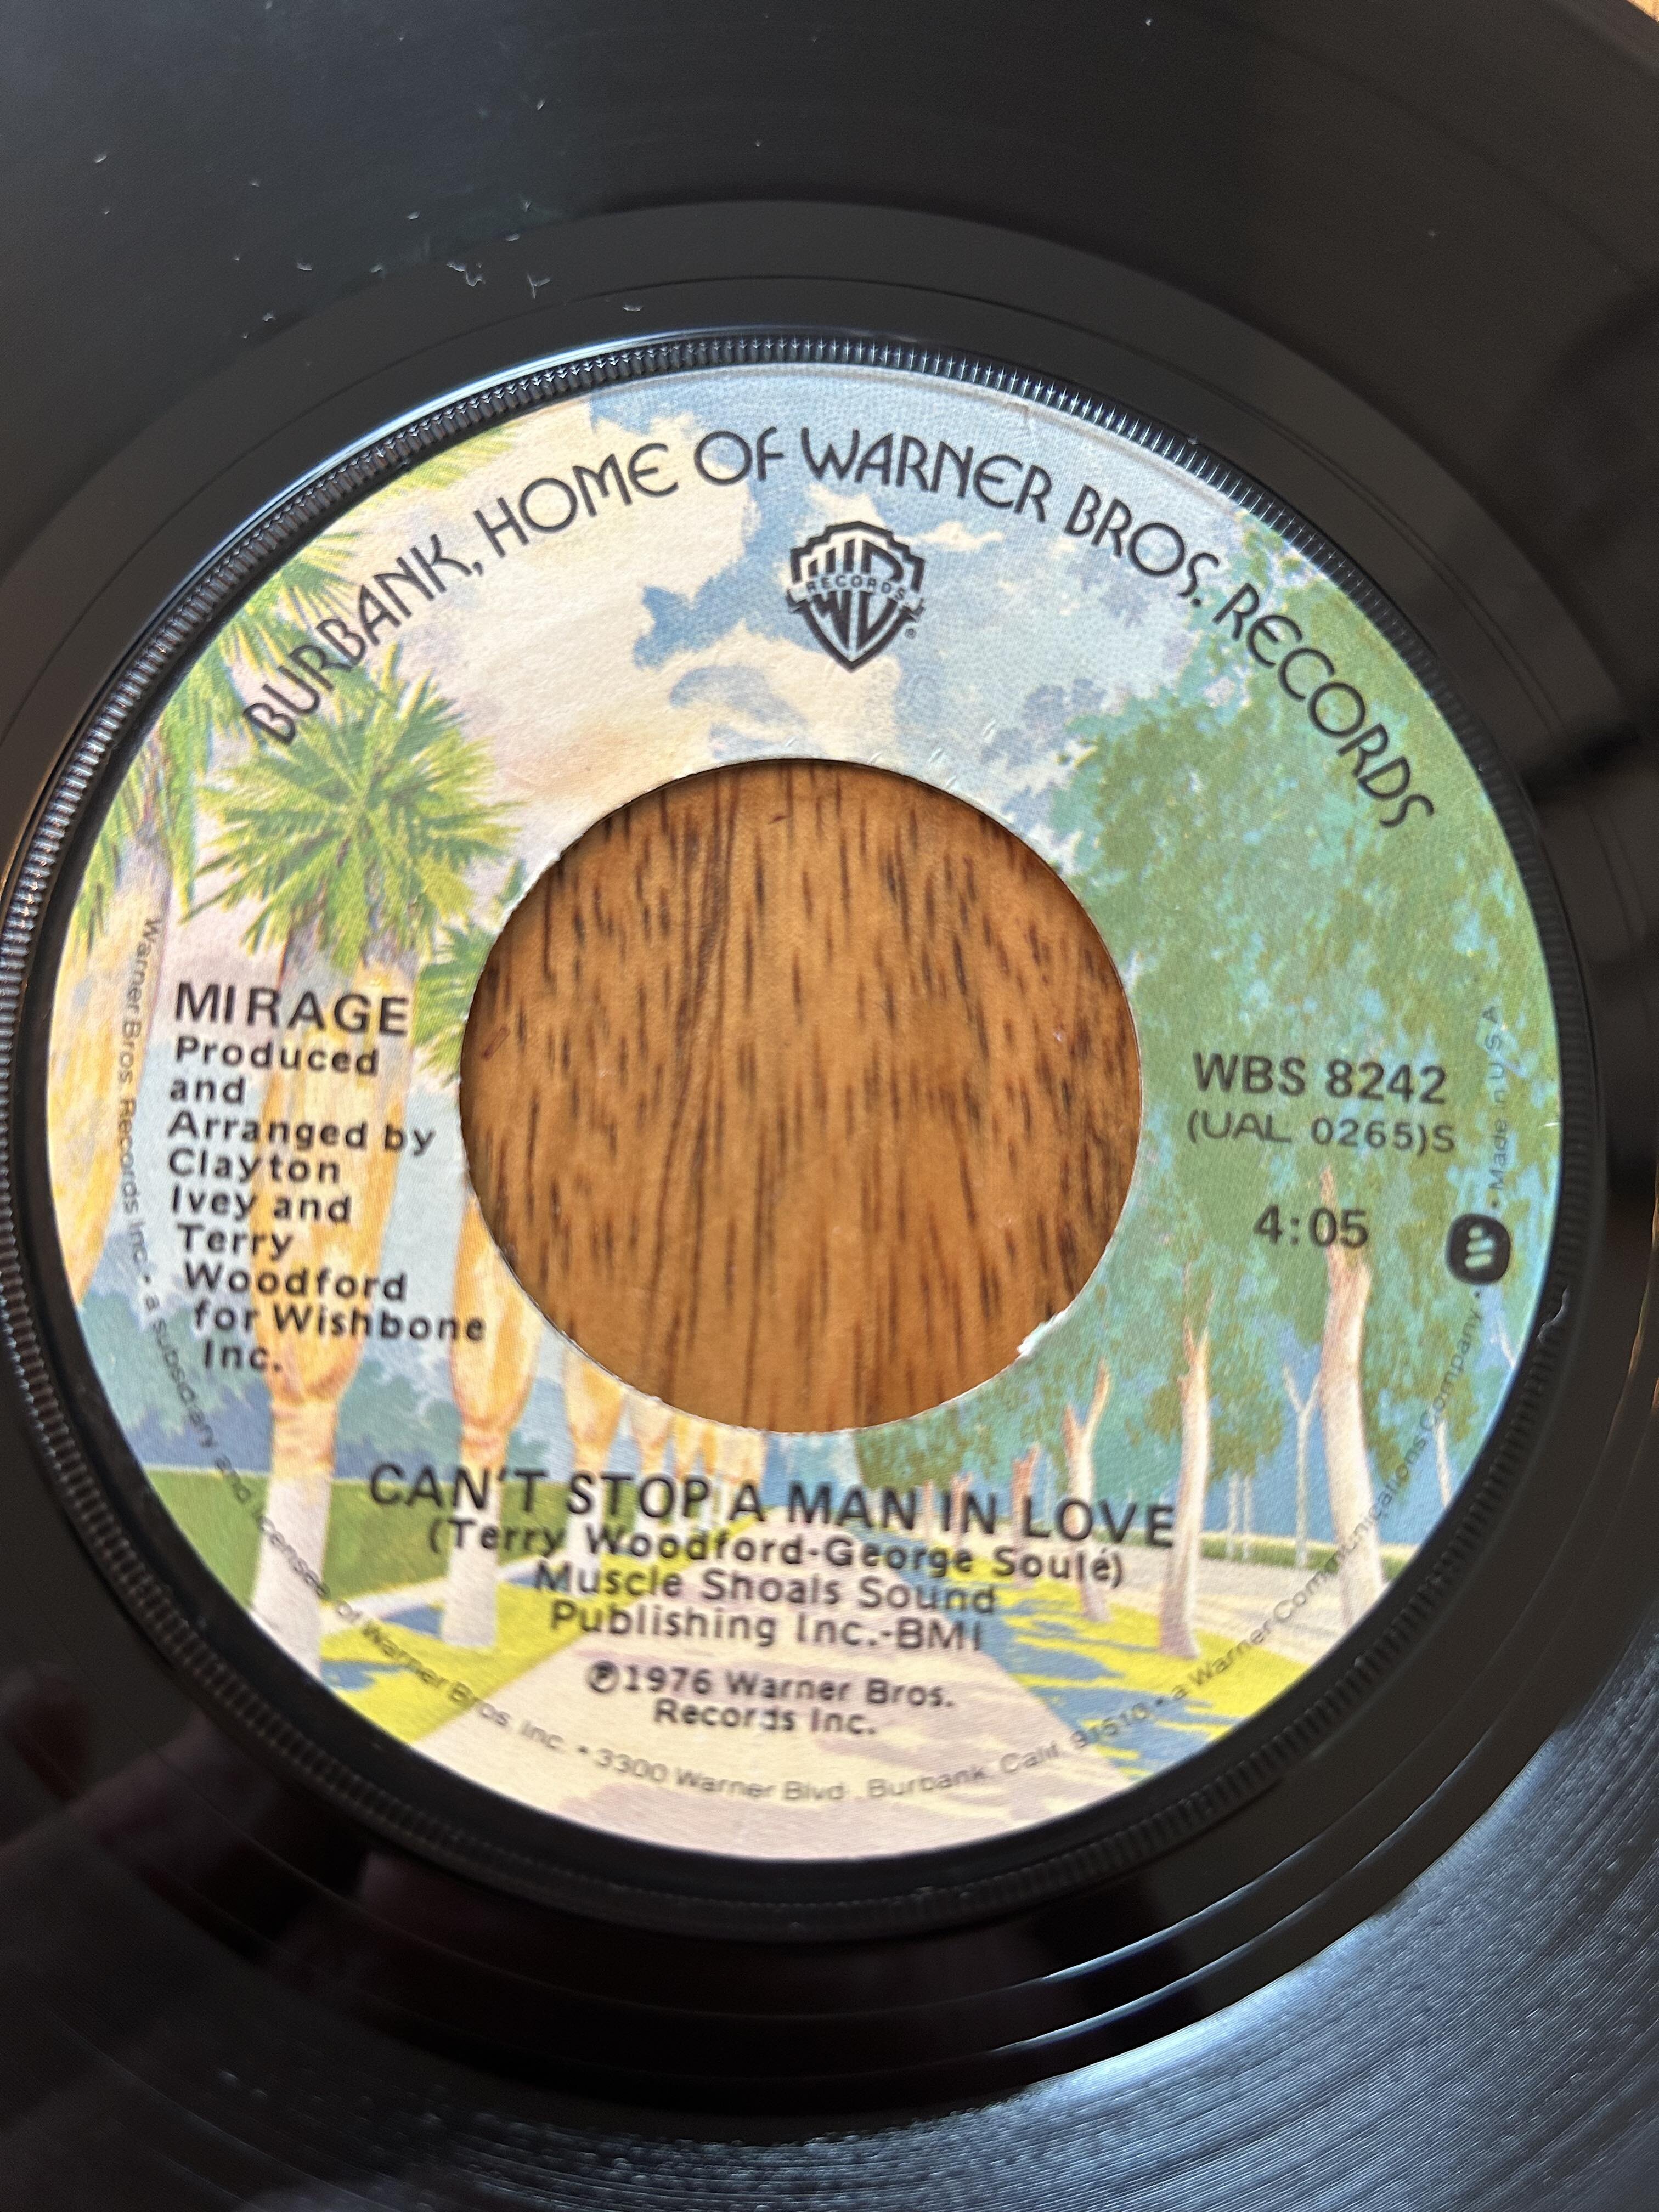 BURBANK, HOME OF WARNER BROS. RECORDS
WB
RECORDS
®
MIRAGE
Produced
and
Arranged by
Clayton
Ivey and
Terry
Woodford
for Wishbone
Inc.
WBS 8242
(UAL 0265)S
4:05
CAN'T STOP A MAN IN LOVE
(Terry Woodford-George Soulé)
Muscle Shoals Sound
Publishing Inc.-BMI
℗1976 Warner Bros.
Records Inc.
Warner Bros. Records Inc. • a subsidiary and licensee of Warner Bros. Inc. • 3300 Warner Blvd. Burbank, Calif. 91510 • a Warner Communications Company • W • Made in U.S.A.